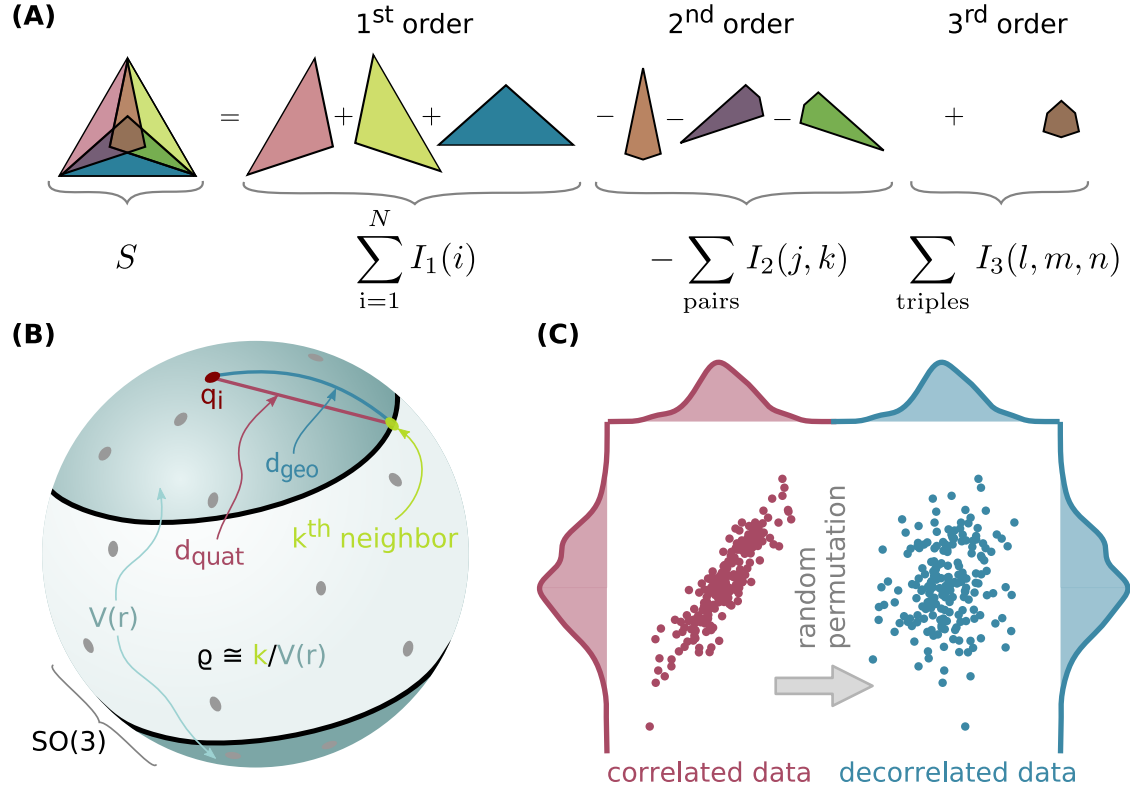 (A)
1st order 2nd order 3rd order
= + + − − − +
S
N
∑ I1(i) − ∑ I2(j, k) ∑ I3(l, m, n)
i=1 pairs triples
(B)
qi
dgeo
dquat
kth neighbor
V(r)
ϱ ≅ k/V(r)
SO(3)
(C)
random
permutation
correlated data decorrelated data